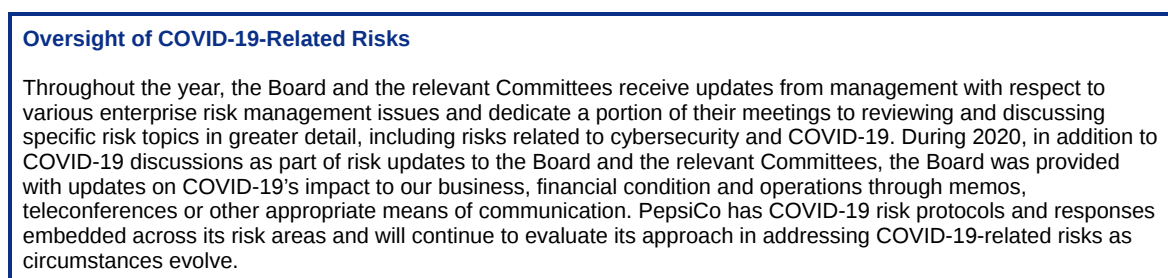 Oversight of COVID-19-Related Risks
Throughout the year, the Board and the relevant Committees receive updates from management with respect to
various enterprise risk management issues and dedicate a portion of their meetings to reviewing and discussing
specific risk topics in greater detail, including risks related to cybersecurity and COVID-19. During 2020, in addition to
COVID-19 discussions as part of risk updates to the Board and the relevant Committees, the Board was provided
with updates on COVID-19’s impact to our business, financial condition and operations through memos,
teleconferences or other appropriate means of communication. PepsiCo has COVID-19 risk protocols and responses
embedded across its risk areas and will continue to evaluate its approach in addressing COVID-19-related risks as
circumstances evolve.